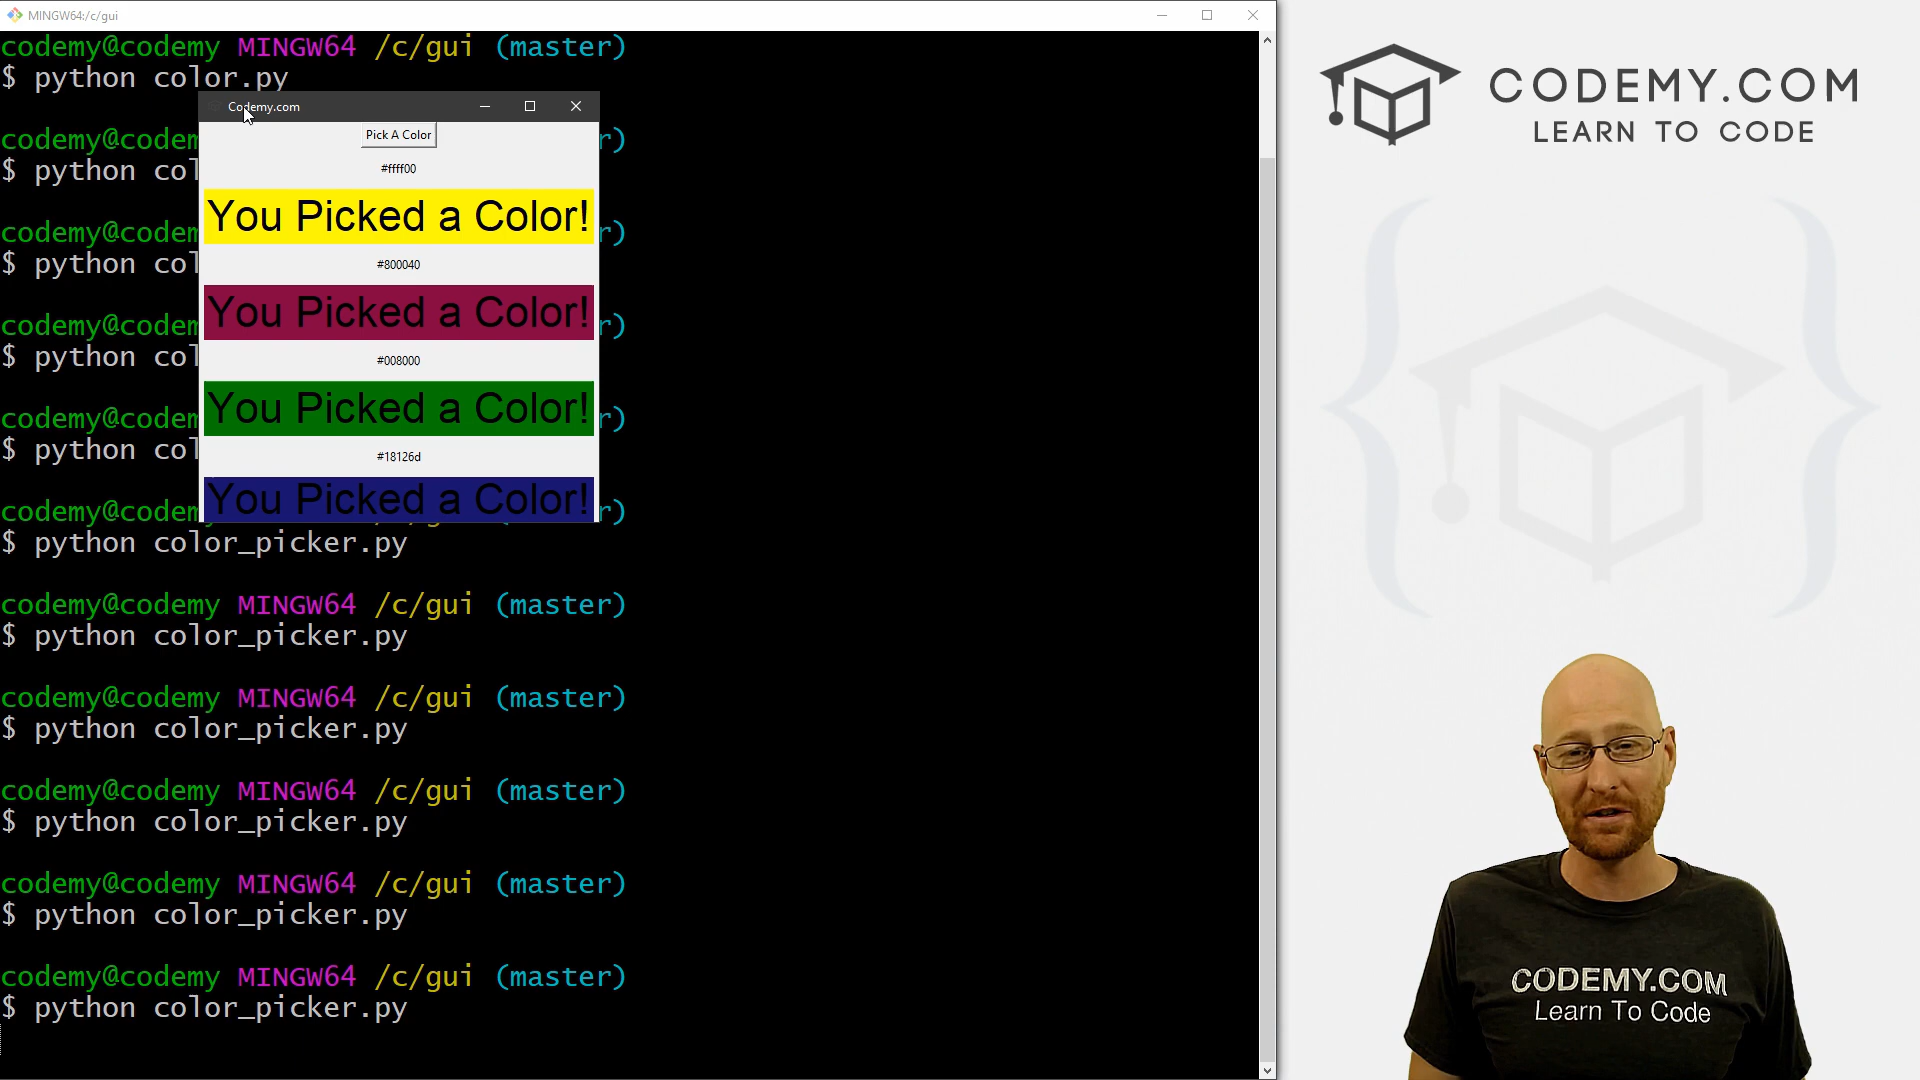 MINGW64:/c/gui
codemy@codemy MINGW64 /c/gui (master)
$ python color.py
codem r)
$ python col
codem r)
$ python col
codem r)
$ python col
codem r)
$ python col
codem r)
$ python color_picker.py
codemy@codemy MINGW64 /c/gui (master)
$ python color_picker.py
codemy@codemy MINGW64 /c/gui (master)
$ python color_picker.py
codemy@codemy MINGW64 /c/gui (master)
$ python color_picker.py
codemy@codemy MINGW64 /c/gui (master)
$ python color_picker.py
codemy@codemy MINGW64 /c/gui (master)
$ python color_picker.py
Codemy.com
Pick A Color
#ffff00
You Picked a Color!
#800040
You Picked a Color!
#008000
You Picked a Color!
#18126d
You Picked a Color!
CODEMY.COM
LEARN TO CODE
CODEMY.COM
Learn To Code